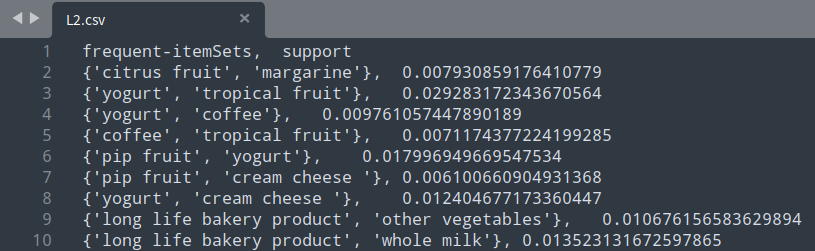 L2.csv ×
1 frequent-itemSets, support
2 {'citrus fruit', 'margarine'}, 0.007930859176410779
3 {'yogurt', 'tropical fruit'}, 0.029283172343670564
4 {'yogurt', 'coffee'}, 0.009761057447890189
5 {'coffee', 'tropical fruit'}, 0.0071174377224199285
6 {'pip fruit', 'yogurt'}, 0.017996949669547534
7 {'pip fruit', 'cream cheese '}, 0.006100660904931368
8 {'yogurt', 'cream cheese '}, 0.012404677173360447
9 {'long life bakery product', 'other vegetables'}, 0.010676156583629894
10 {'long life bakery product', 'whole milk'}, 0.013523131672597865